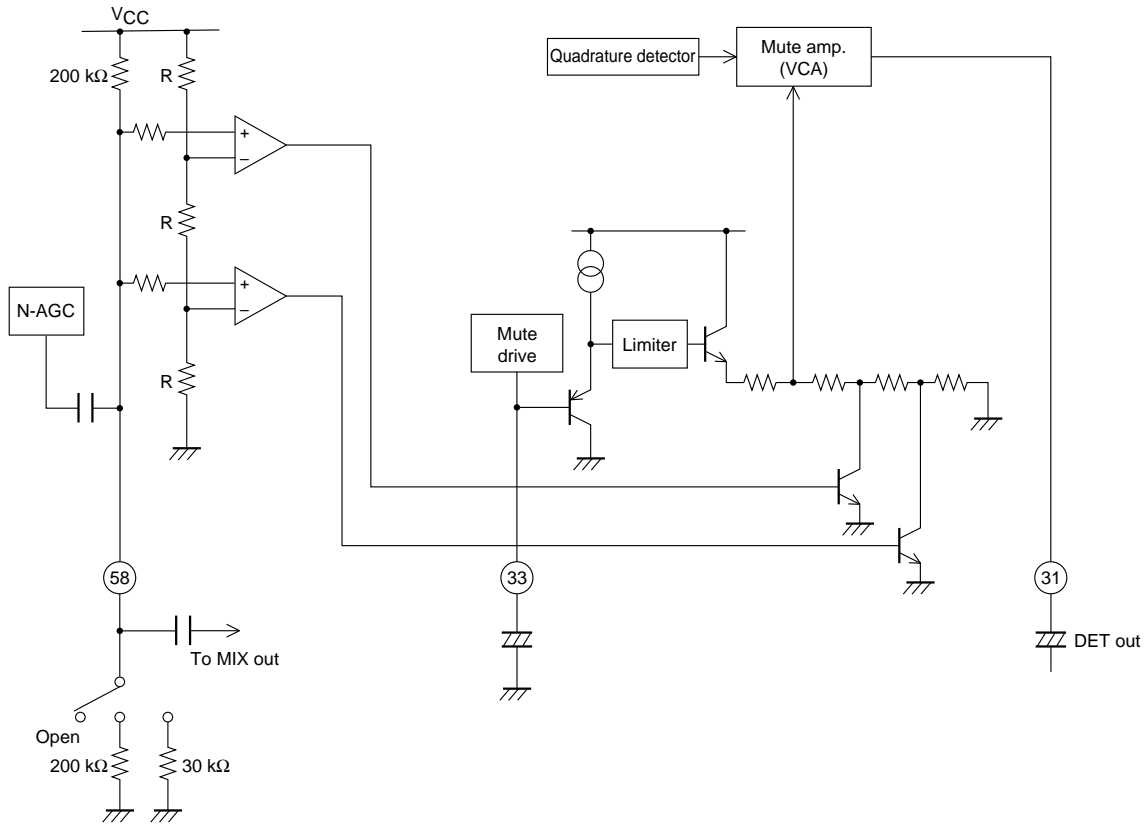 VCC
200 kΩ
R
Quadrature detector
Mute amp.
(VCA)
+
−
R
+
−
N-AGC
Mute
drive
Limiter
R
58
33
31
To MIX out
DET out
Open
200 kΩ
30 kΩ